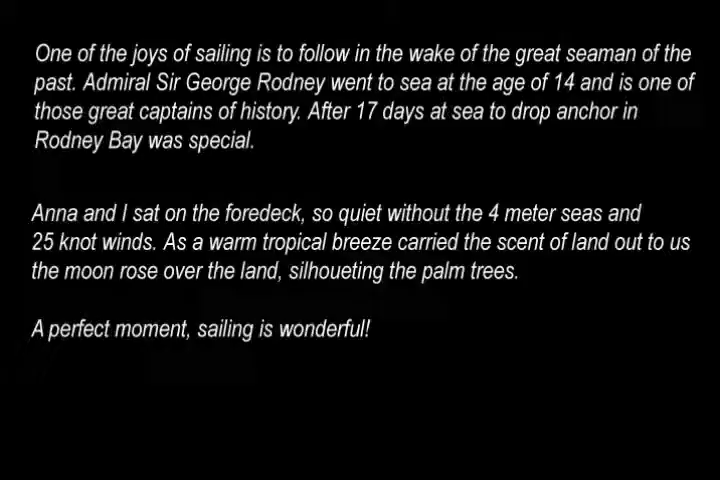 One of the joys of sailing is to follow in the wake of the great seaman of the
past. Admiral Sir George Rodney went to sea at the age of 14 and is one of
those great captains of history. After 17 days at sea to drop anchor in
Rodney Bay was special.
Anna and I sat on the foredeck, so quiet without the 4 meter seas and
25 knot winds. As a warm tropical breeze carried the scent of land out to us
the moon rose over the land, silhoueting the palm trees.
A perfect moment, sailing is wonderful!